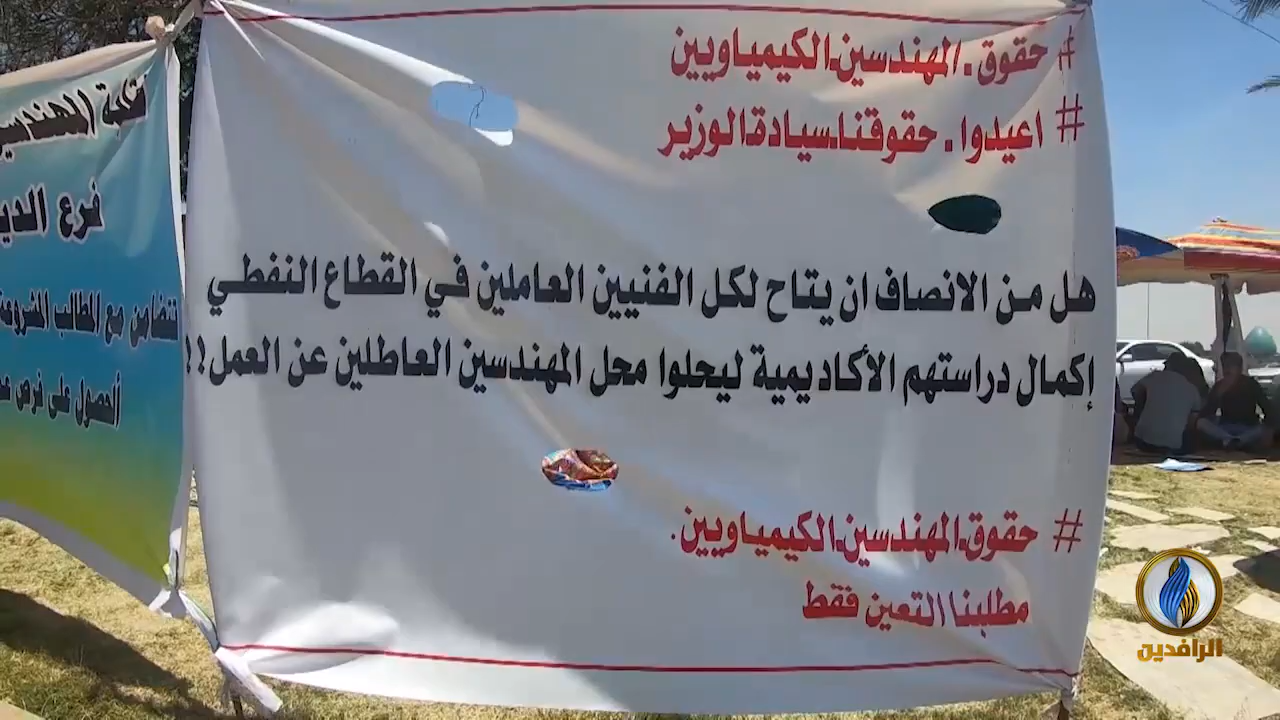 # حقوق.المهندسين.الكيمياويين
# اعيدوا.حقوقنا.سيادة.الوزير
هل من الانصاف ان يتاح لكل الفنيين العاملين في القطاع النفطي
إكمال دراستهم الأكاديمية ليحلوا محل المهندسين العاطلين عن العمل!!
# حقوق.المهندسين.الكيمياويين.
مطلبنا التعين فقط
فرع
تتضامن مع المطالب المشروعة
الحصول على فرص
الرافدين